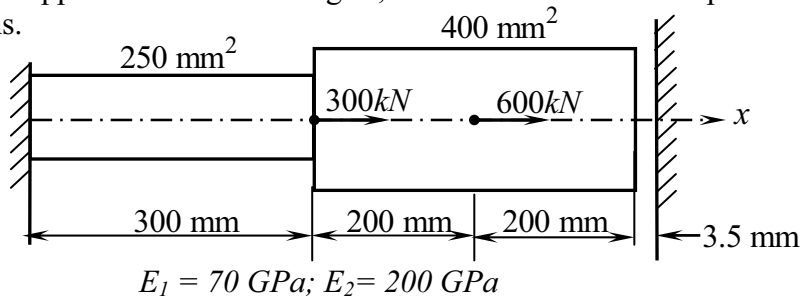 ns.
400 mm²
250 mm²
300kN
600kN
x
300 mm
200 mm
200 mm
3.5 mm
E₁ = 70 GPa; E₂= 200 GPa